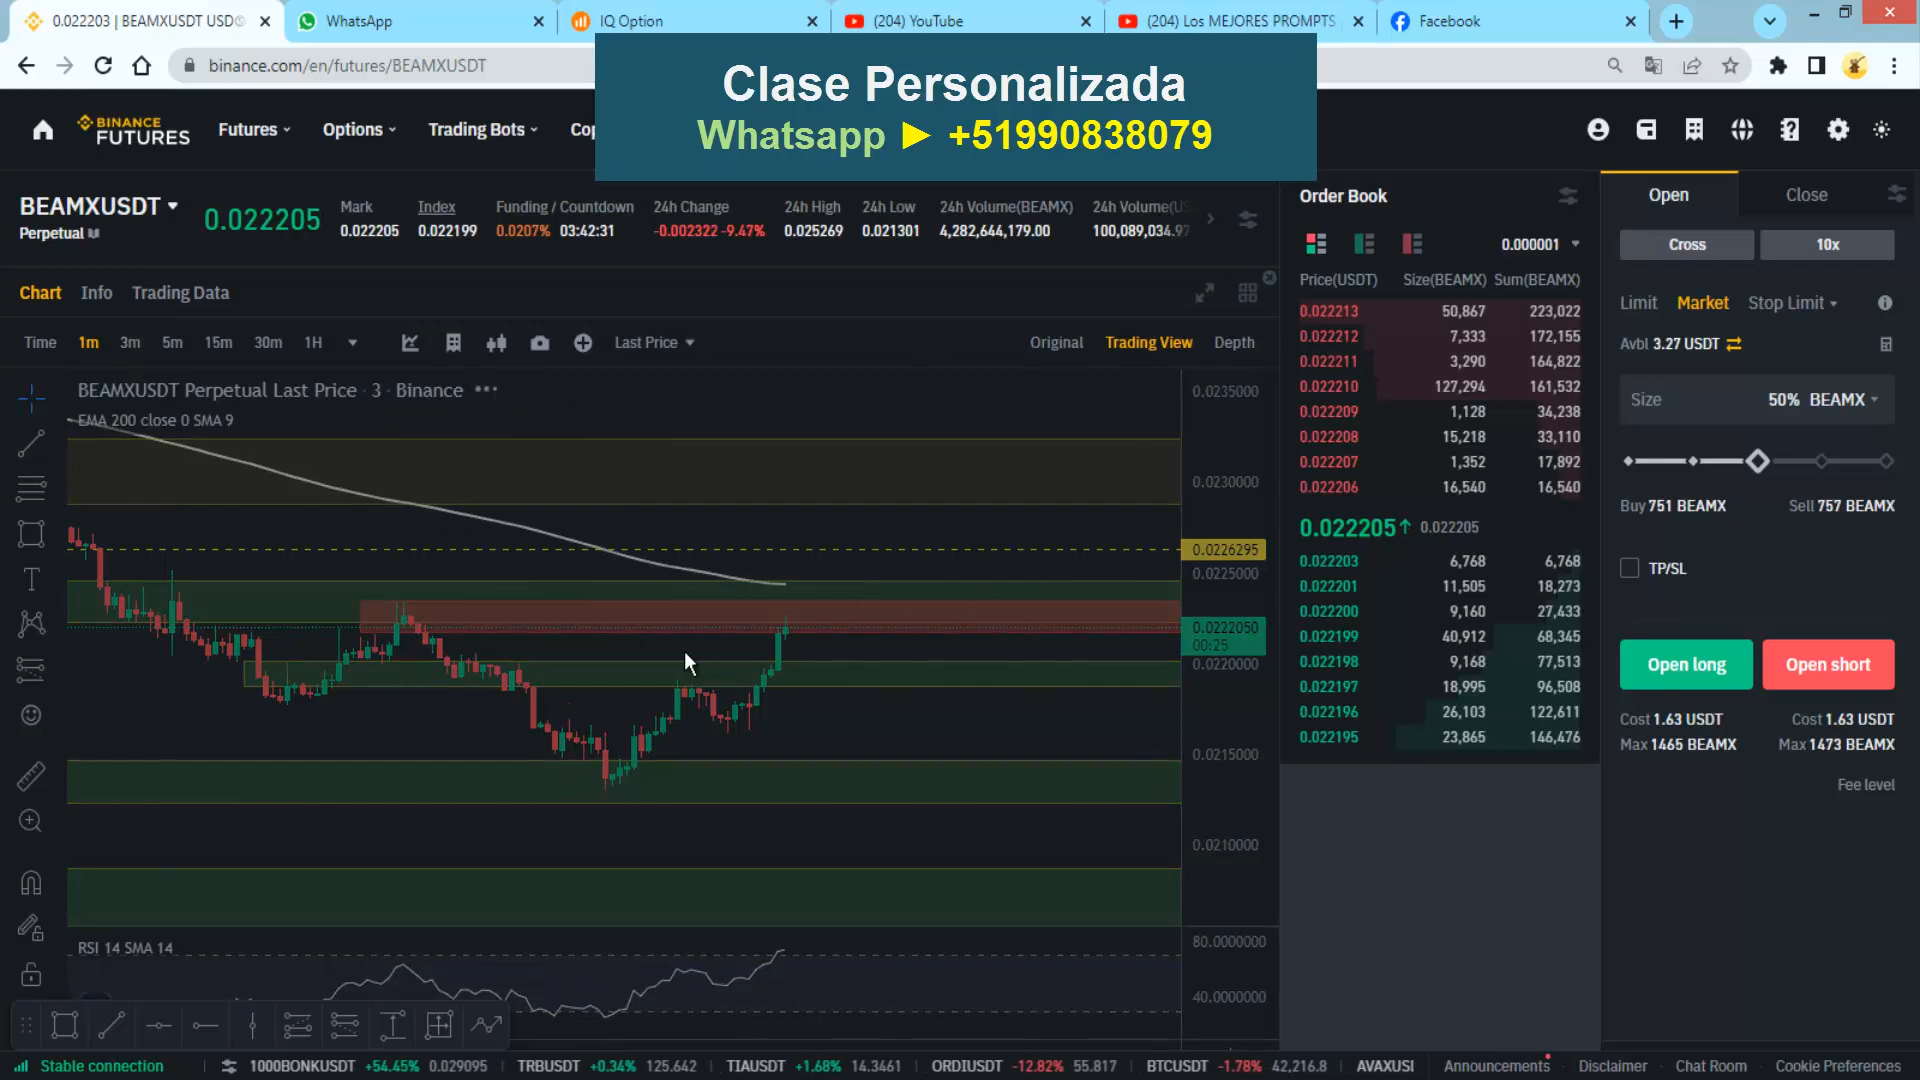 0.022203 | BEAMXUSDT USD
WhatsApp
IQ Option
(204) YouTube
(204) Los MEJORES PROMPTS
Facebook
binance.com/en/futures/BEAMXUSDT
Clase Personalizada
Whatsapp ► +51990838079
BINANCE
FUTURES
Futures
Options
Trading Bots
BEAMXUSDT
Perpetual
0.022205
Mark
0.022205
Index
0.022199
Funding / Countdown
0.0207% 03:42:31
24h Change
-0.002322 -9.47%
24h High
0.025269
24h Low
0.021301
24h Volume(BEAMX)
4,282,644,179.00
24h Volume(US
100,089,034.97
Chart Info Trading Data
Time 1m 3m 5m 15m 30m 1H
Last Price
Original Trading View Depth
BEAMXUSDT Perpetual Last Price · 3 · Binance
EMA 200 close 0 SMA 9
0.0235000
0.0230000
0.0226295
0.0225000
0.0222050
00:25
0.0220000
0.0215000
0.0210000
RSI 14 SMA 14
80.0000000
40.0000000
Order Book
0.000001
Price(USDT) Size(BEAMX) Sum(BEAMX)
0.022213 50,867 223,022
0.022212 7,333 172,155
0.022211 3,290 164,822
0.022210 127,294 161,532
0.022209 1,128 34,238
0.022208 15,218 33,110
0.022207 1,352 17,892
0.022206 16,540 16,540
0.022205↑ 0.022205
0.022203 6,768 6,768
0.022201 11,505 18,273
0.022200 9,160 27,433
0.022199 40,912 68,345
0.022198 9,168 77,513
0.022197 18,995 96,508
0.022196 26,103 122,611
0.022195 23,865 146,476
Open Close
Cross 10x
Limit Market Stop Limit
Avbl 3.27 USDT
Size 50% BEAMX
Buy 751 BEAMX Sell 757 BEAMX
TP/SL
Open long Open short
Cost 1.63 USDT Cost 1.63 USDT
Max 1465 BEAMX Max 1473 BEAMX
Fee level
Stable connection
1000BONKUSDT +54.45% 0.029095
TRBUSDT +0.34% 125.642
TIAUSDT +1.68% 14.3461
ORDIUSDT -12.82% 55.817
BTCUSDT -1.78% 42,216.8
AVAXUSI
Announcements
Disclaimer
Chat Room
Cookie Preferences